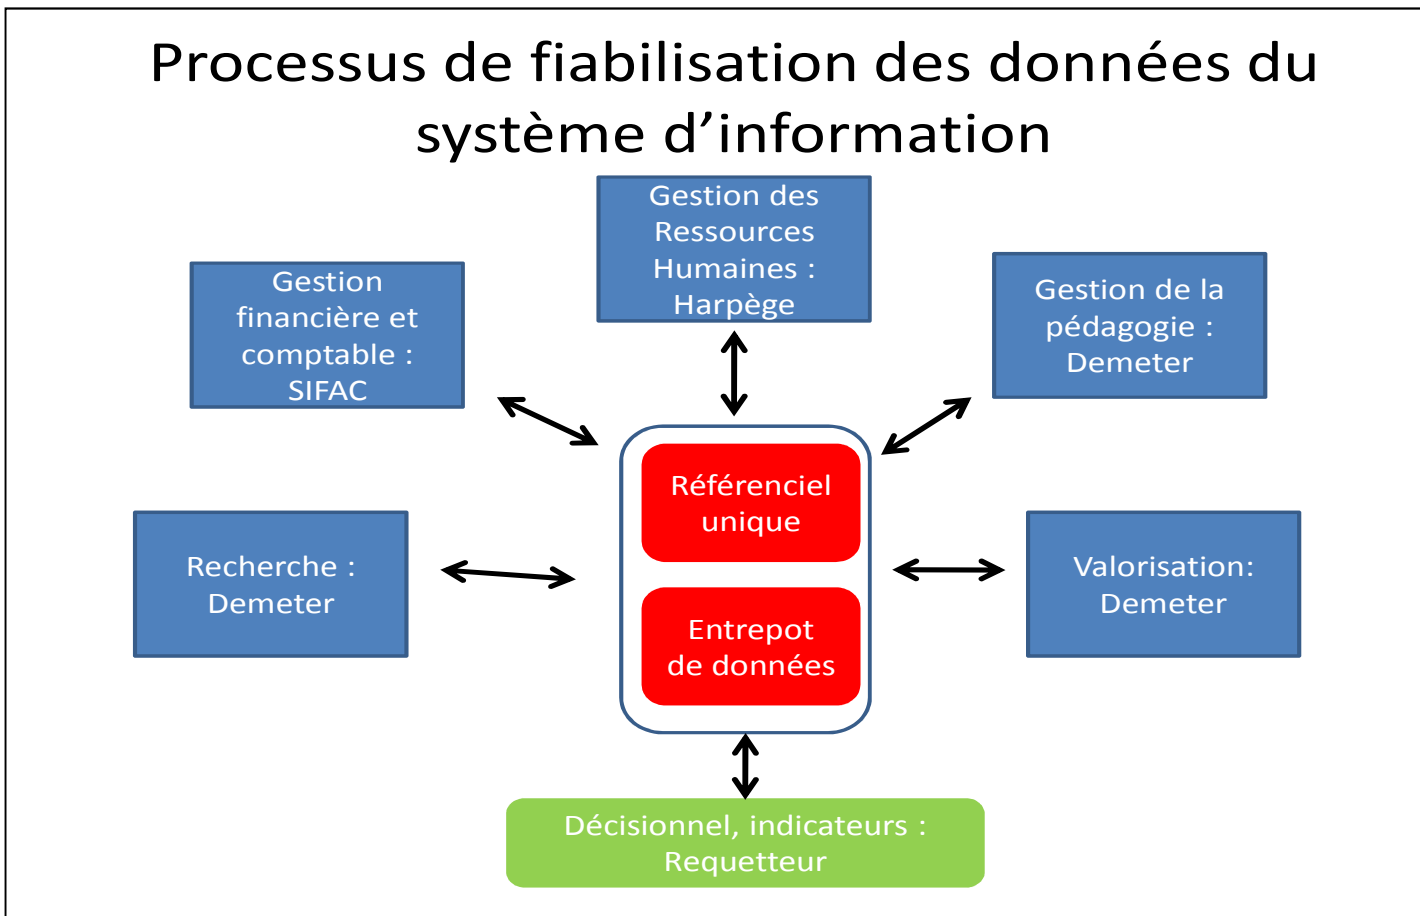 Processus de fiabilisation des données du
système d’information
Gestion des
Ressources
Humaines :
Harpège
Gestion
financière et
comptable :
SIFAC
Gestion de la
pédagogie :
Demeter
Référenciel
unique
Recherche :
Demeter
Valorisation:
Demeter
Entrepot
de données
Décisionnel, indicateurs :
Requetteur